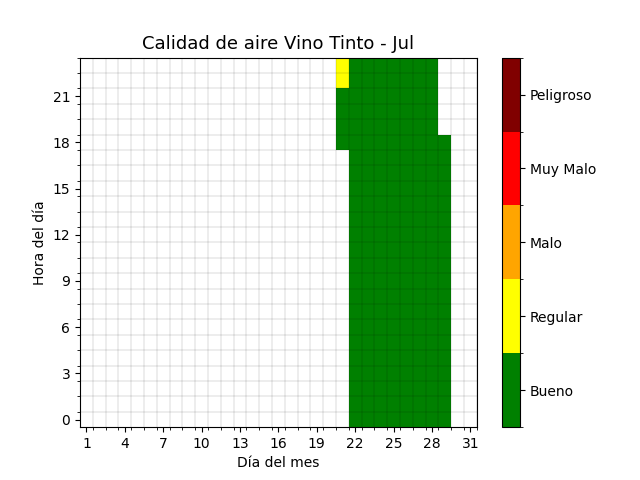 Calidad de aire Vino Tinto - Jul
Hora del día
21
18
15
12
9
6
3
0
1 4 7 10 13 16 19 22 25 28 31
Día del mes
Peligroso
Muy Malo
Malo
Regular
Bueno